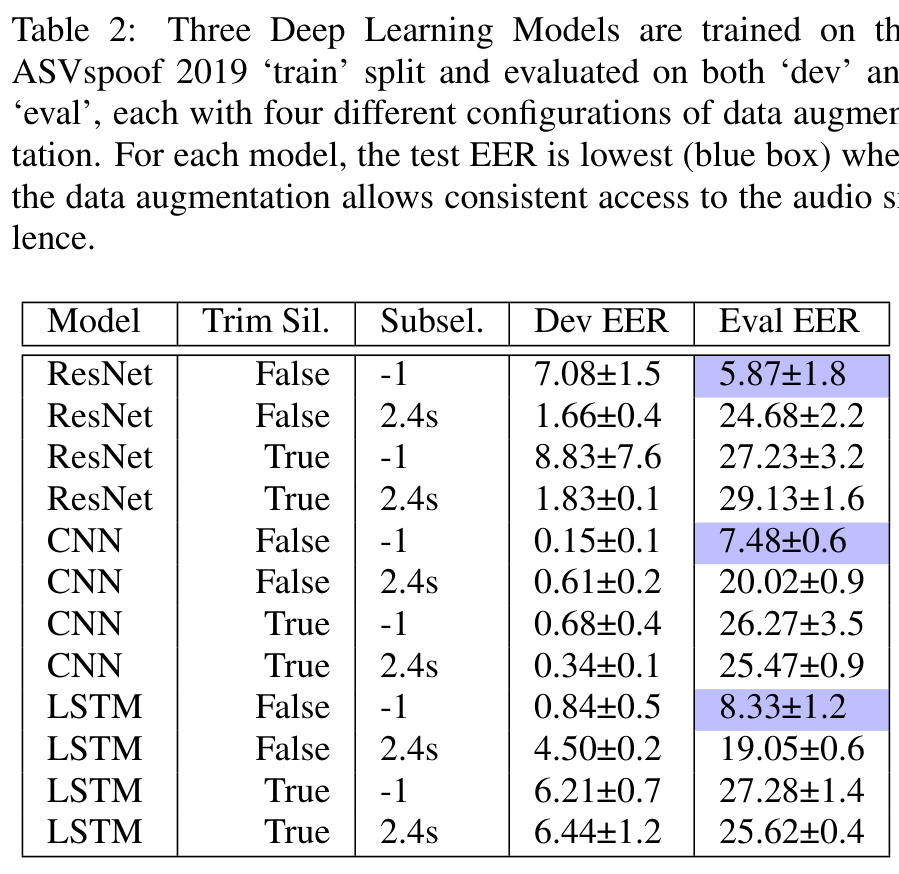 Table 2: Three Deep Learning Models are trained on th
ASVspoof 2019 ‘train’ split and evaluated on both ‘dev’ an
‘eval’, each with four different configurations of data augmen
tation. For each model, the test EER is lowest (blue box) whe
the data augmentation allows consistent access to the audio si
lence.
Model Trim Sil. Subsel. Dev EER Eval EER
ResNet False -1 7.08±1.5 5.87±1.8
ResNet False 2.4s 1.66±0.4 24.68±2.2
ResNet True -1 8.83±7.6 27.23±3.2
ResNet True 2.4s 1.83±0.1 29.13±1.6
CNN False -1 0.15±0.1 7.48±0.6
CNN False 2.4s 0.61±0.2 20.02±0.9
CNN True -1 0.68±0.4 26.27±3.5
CNN True 2.4s 0.34±0.1 25.47±0.9
LSTM False -1 0.84±0.5 8.33±1.2
LSTM False 2.4s 4.50±0.2 19.05±0.6
LSTM True -1 6.21±0.7 27.28±1.4
LSTM True 2.4s 6.44±1.2 25.62±0.4